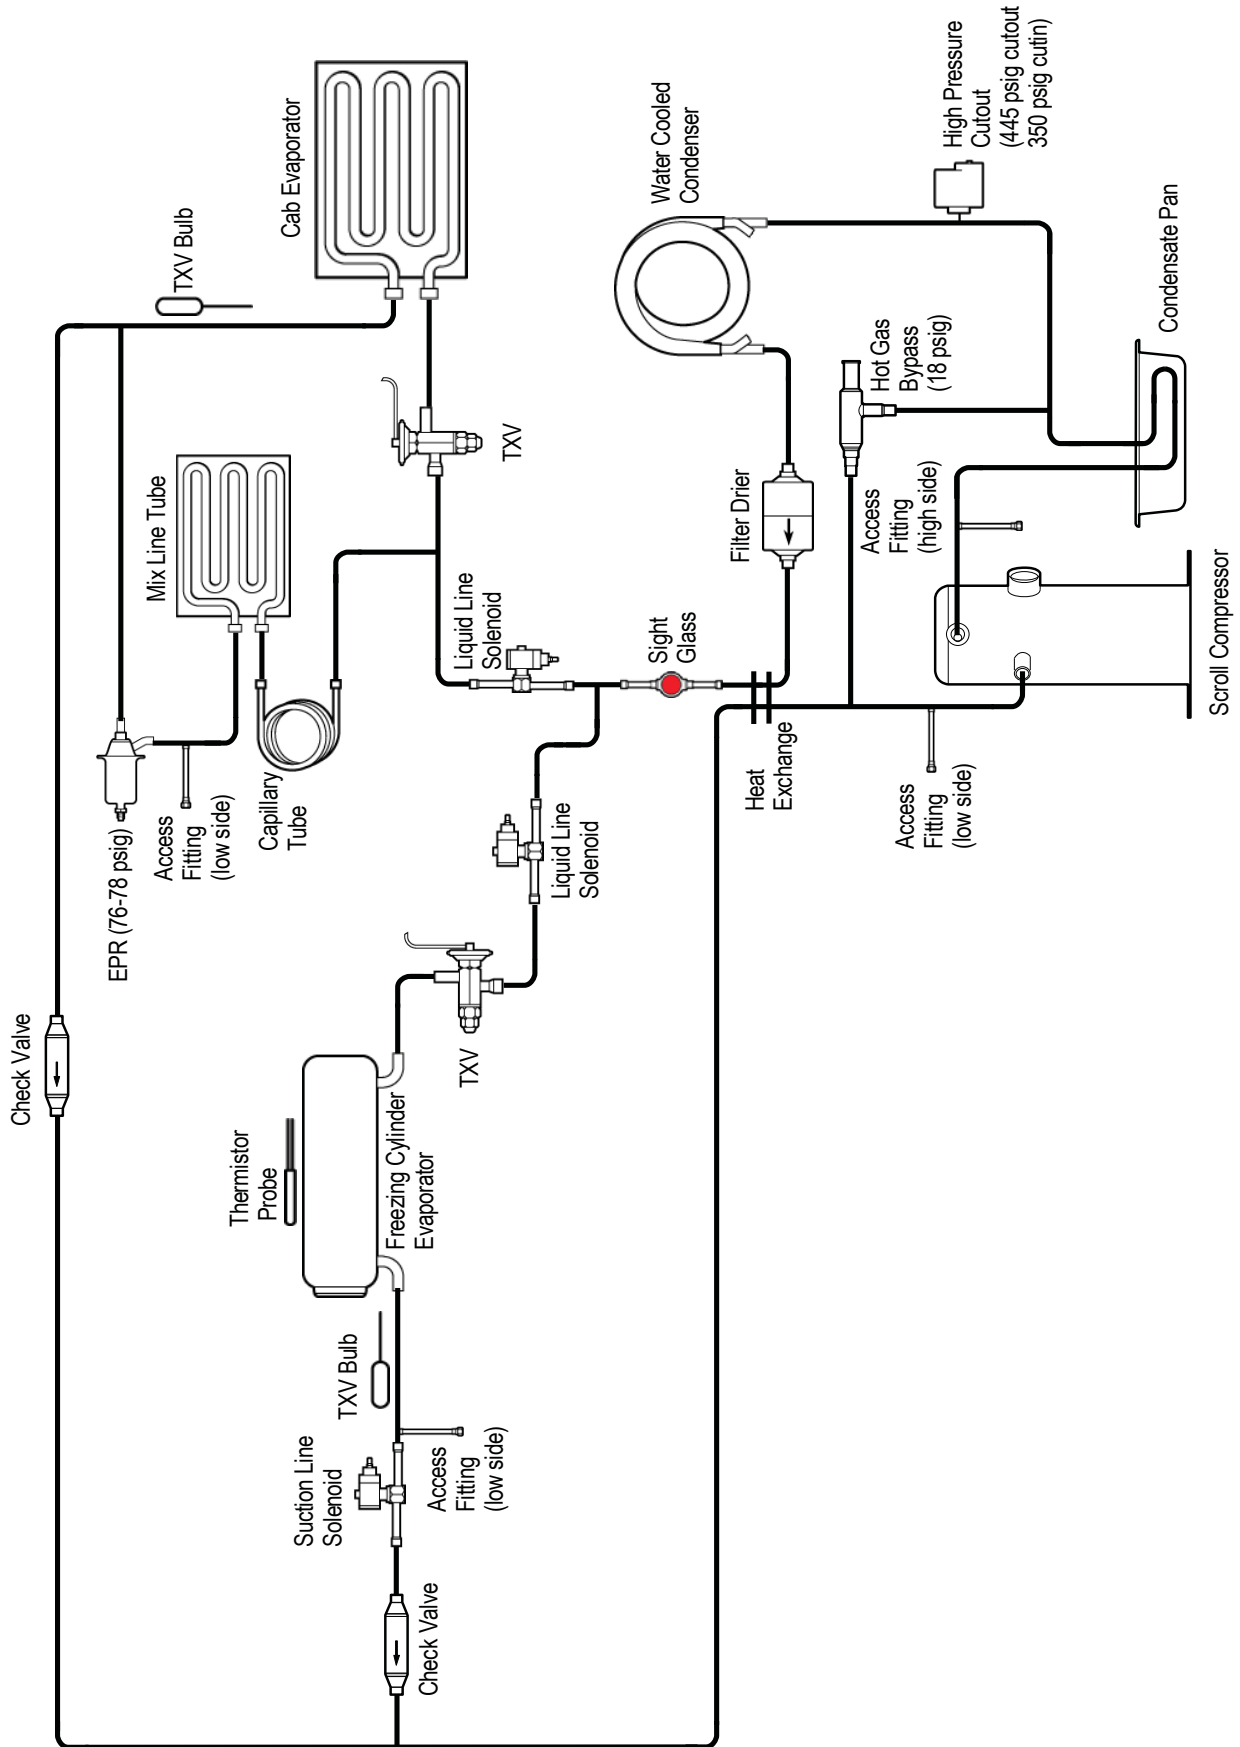 Check Valve
TXV Bulb
Cab Evaporator
Mix Line Tube
EPR (76-78 psig)
Access
Fitting
(low side)
Capillary
Tube
TXV
Liquid Line
Solenoid
Water Cooled
Condenser
High Pressure
Cutout
(445 psig cutout
350 psig cutin)
Hot Gas
Bypass
(18 psig)
Condensate Pan
Filter Drier
Sight
Glass
Access
Fitting
(high side)
Scroll Compressor
Heat
Exchange
Access
Fitting
(low side)
Liquid Line
Solenoid
TXV
Thermistor
Probe
Freezing Cylinder
Evaporator
TXV Bulb
Suction Line
Solenoid
Access
Fitting
(low side)
Check Valve